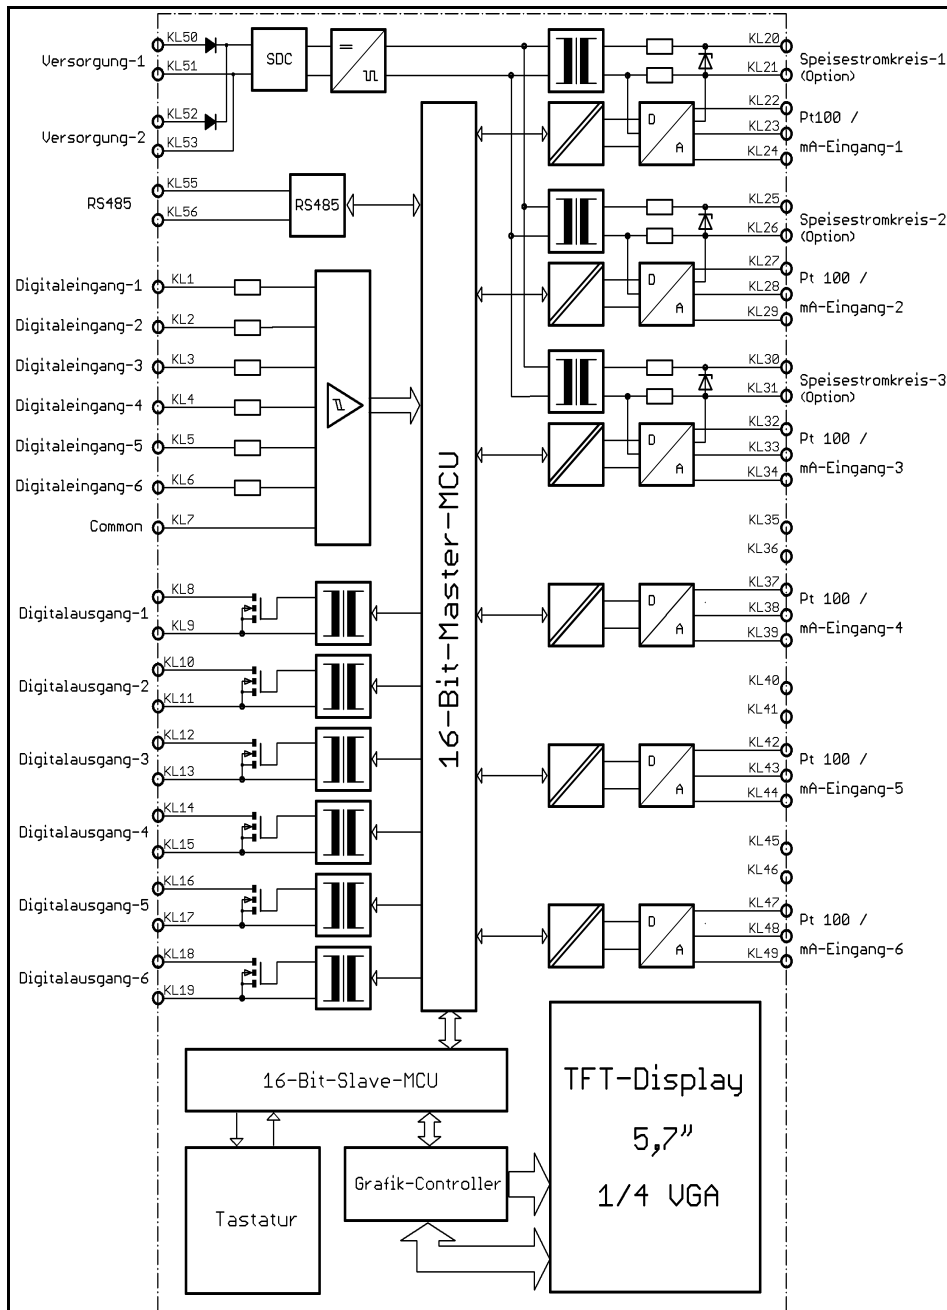 KL50
Versorgung-1
KL51
SDC
KL52
Versorgung-2
KL53
KL55
RS485
KL56
RS485
Digitaleingang-1
KL1
Digitaleingang-2
KL2
Digitaleingang-3
KL3
Digitaleingang-4
KL4
Digitaleingang-5
KL5
Digitaleingang-6
KL6
Common
KL7
KL8
Digitalausgang-1
KL9
KL10
Digitalausgang-2
KL11
KL12
Digitalausgang-3
KL13
KL14
Digitalausgang-4
KL15
KL16
Digitalausgang-5
KL17
KL18
Digitalausgang-6
KL19
16-Bit-Master-MCU
KL20
Speisestromkreis-1
KL21
(Option)
KL22
Pt100 /
D
KL23
A
mA-Eingang-1
KL24
KL25
Speisestromkreis-2
KL26
(Option)
KL27
Pt 100 /
D
KL28
A
mA-Eingang-2
KL29
KL30
Speisestromkreis-3
KL31
(Option)
KL32
Pt 100 /
D
KL33
A
mA-Eingang-3
KL34
KL35
KL36
KL37
Pt 100 /
D
KL38
A
mA-Eingang-4
KL39
KL40
KL41
KL42
Pt 100 /
D
KL43
A
mA-Eingang-5
KL44
KL45
KL46
KL47
Pt 100 /
D
KL48
A
mA-Eingang-6
KL49
16-Bit-Slave-MCU
Tastatur
Grafik-Controller
TFT-Display
5,7"
1/4 VGA